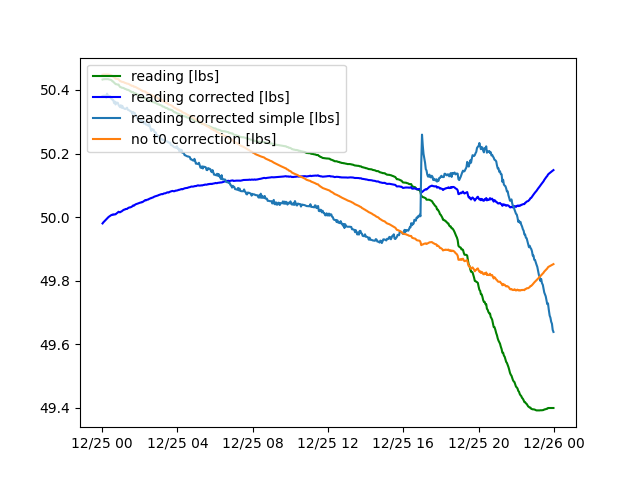 50.4
50.2
50.0
49.8
49.6
49.4
reading [lbs]
reading corrected [lbs]
reading corrected simple [lbs]
no t0 correction [lbs]
12/25 00 12/25 04 12/25 08 12/25 12 12/25 16 12/25 20 12/26 00